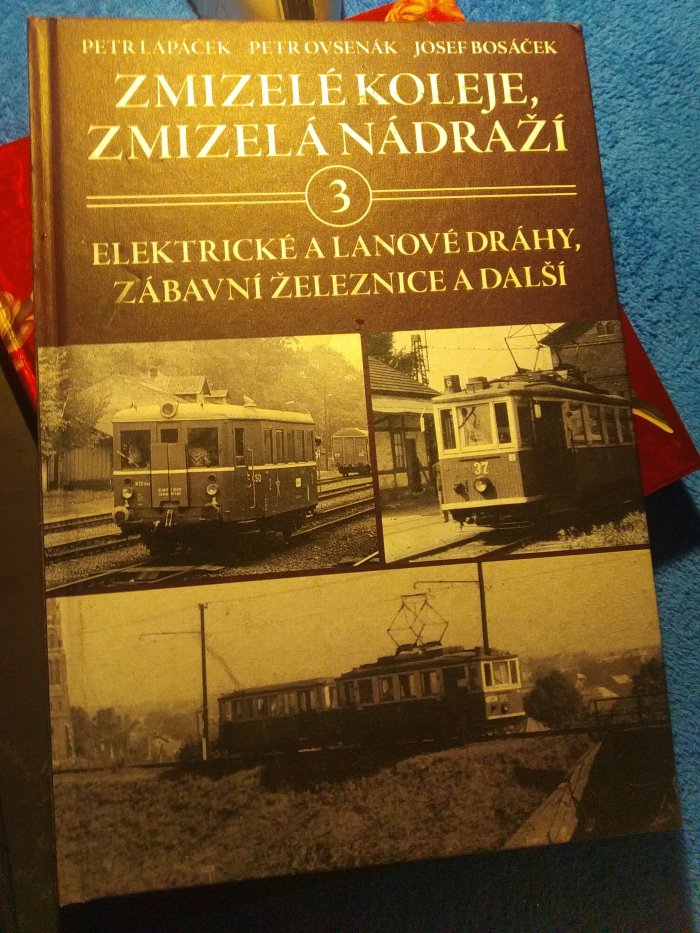 PETR LAPÁČEK PETR OVSENÁK JOSEF BOSÁČEK
ZMIZELÉ KOLEJE,
ZMIZELÁ NÁDRAŽÍ
3
ELEKTRICKÉ A LANOVÉ DRÁHY,
ZÁBAVNÍ ŽELEZNICE A DALŠÍ
37